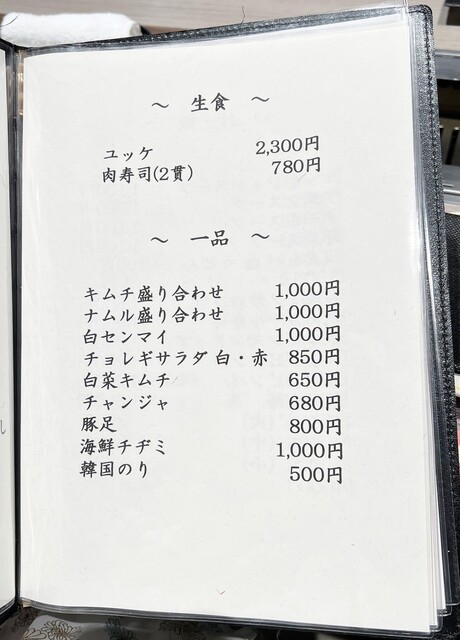 ~ 生食 ~
ユッケ 2,300円
肉寿司(2貫) 780円
~ 一品 ~
キムチ盛り合わせ 1,000円
ナムル盛り合わせ 1,000円
白センマイ 1,000円
チョレギサラダ 白・赤 850円
白菜キムチ 650円
チャンジャ 680円
豚足 800円
海鮮チヂミ 1,000円
韓国のり 500円